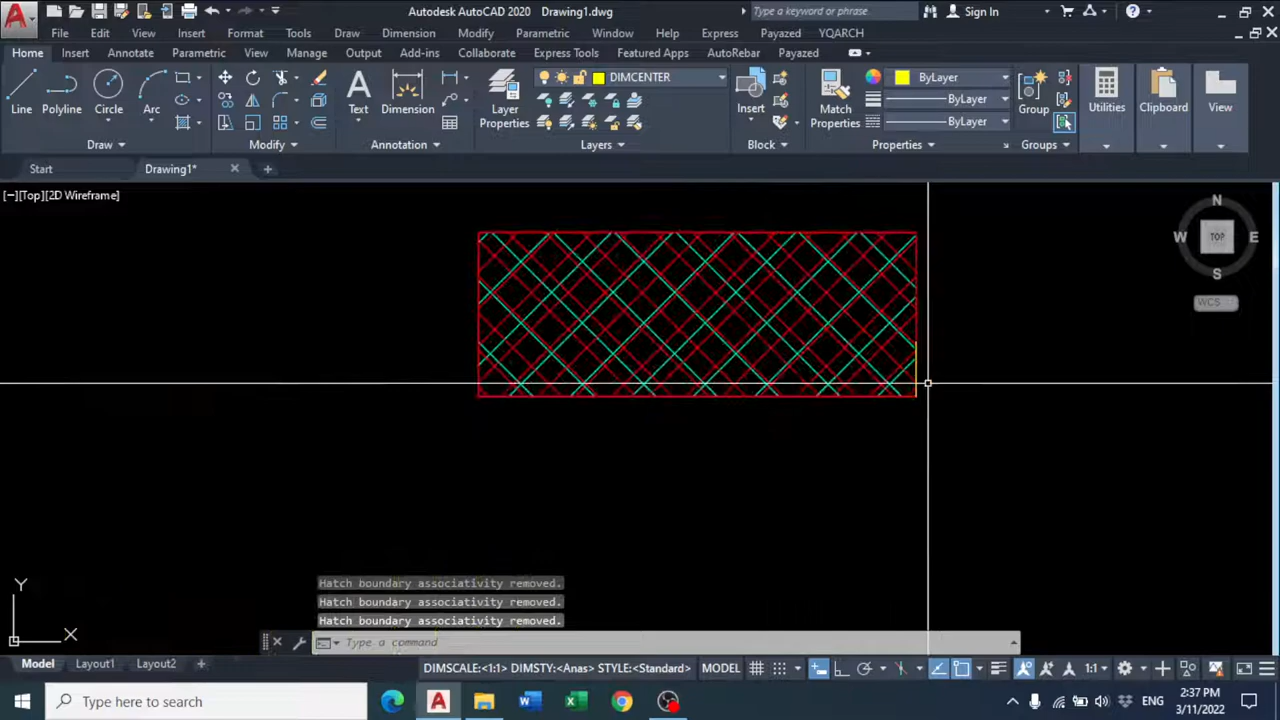 Autodesk AutoCAD 2020 Drawing1.dwg Type a keyword or phrase Sign In
File Edit View Insert Format Tools Draw Dimension Modify Parametric Window Help Express Payazed YQARCH
Home Insert Annotate Parametric View Manage Output Add-ins Collaborate Express Tools Featured Apps AutoRebar Payazed
DIMCENTER ByLayer
ByLayer
ByLayer
Line Polyline Circle Arc Text Dimension Layer Properties Insert Match Properties Group Utilities Clipboard View
Draw Modify Annotation Layers Block Properties Groups
Start Drawing1*
[−][Top][2D Wireframe]
N
W TOP E
S
WCS
Hatch boundary associativity removed.
Hatch boundary associativity removed.
Hatch boundary associativity removed.
Y
X
Type a command
Model Layout1 Layout2 DIMSCALE:<1:1> DIMSTY:<Anas> STYLE:<Standard> MODEL 1:1
Type here to search ENG 2:37 PM
3/11/2022